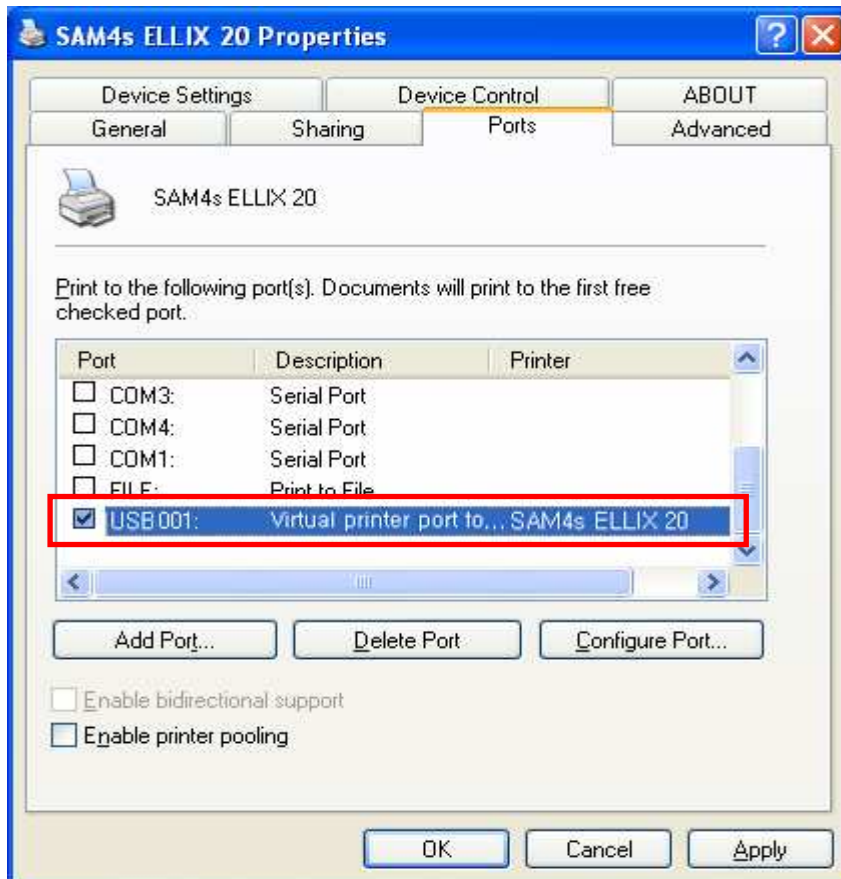 SAM4s ELLIX 20 Properties
Device Settings Device Control ABOUT
General Sharing Ports Advanced
SAM4s ELLIX 20
Print to the following port(s). Documents will print to the first free
checked port.
Port Description Printer
COM3: Serial Port
COM4: Serial Port
COM1: Serial Port
FILE: Print to File
USB001: Virtual printer port to... SAM4s ELLIX 20
Add Port... Delete Port Configure Port...
Enable bidirectional support
Enable printer pooling
OK Cancel Apply